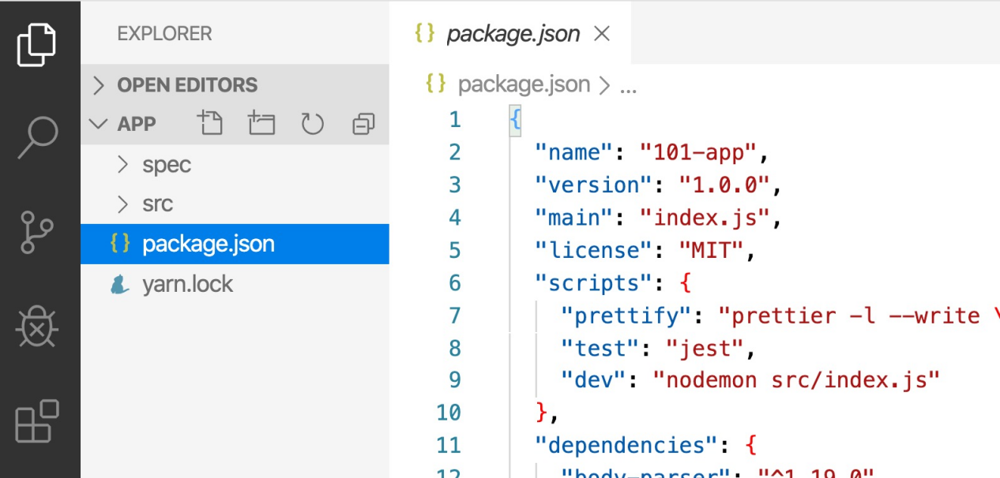 EXPLORER
OPEN EDITORS
APP
spec
src
{} package.json
yarn.lock
{} package.json
{} package.json > ...
1 {
2 "name": "101-app",
3 "version": "1.0.0",
4 "main": "index.js",
5 "license": "MIT",
6 "scripts": {
7 "prettify": "prettier -l --write \
8 "test": "jest",
9 "dev": "nodemon src/index.js"
10 },
11 "dependencies": {
12 "body-parser": "^1.19.0"